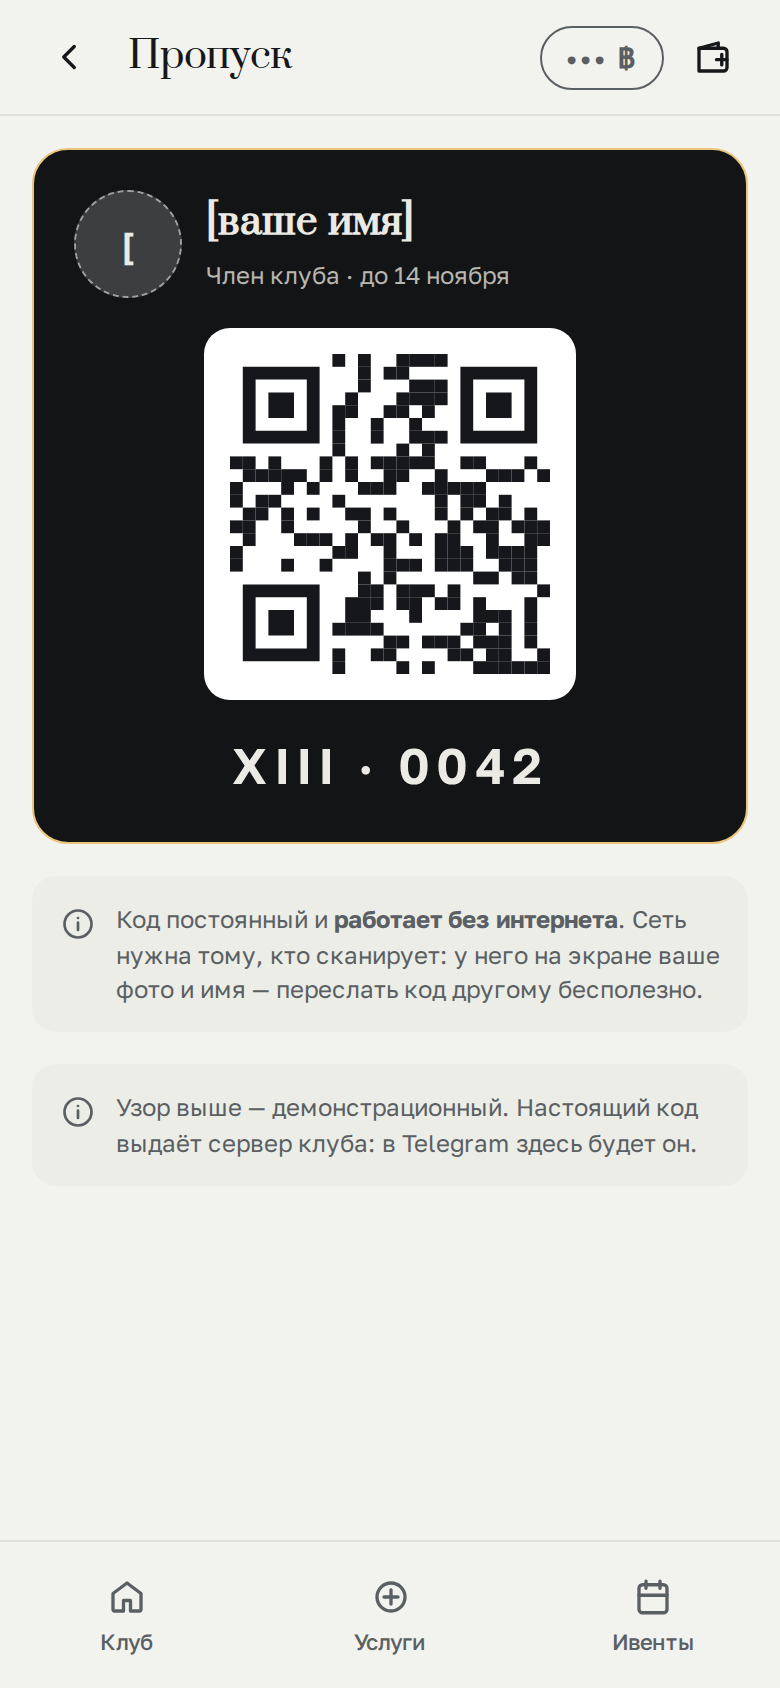 Пропуск
••• ฿
[
[ваше имя]
Член клуба · до 14 ноября
XIII · 0042
Код постоянный и работает без интернета. Сеть
нужна тому, кто сканирует: у него на экране ваше
фото и имя — переслать код другому бесполезно.
Узор выше — демонстрационный. Настоящий код
выдаёт сервер клуба: в Telegram здесь будет он.
Клуб
Услуги
Ивенты